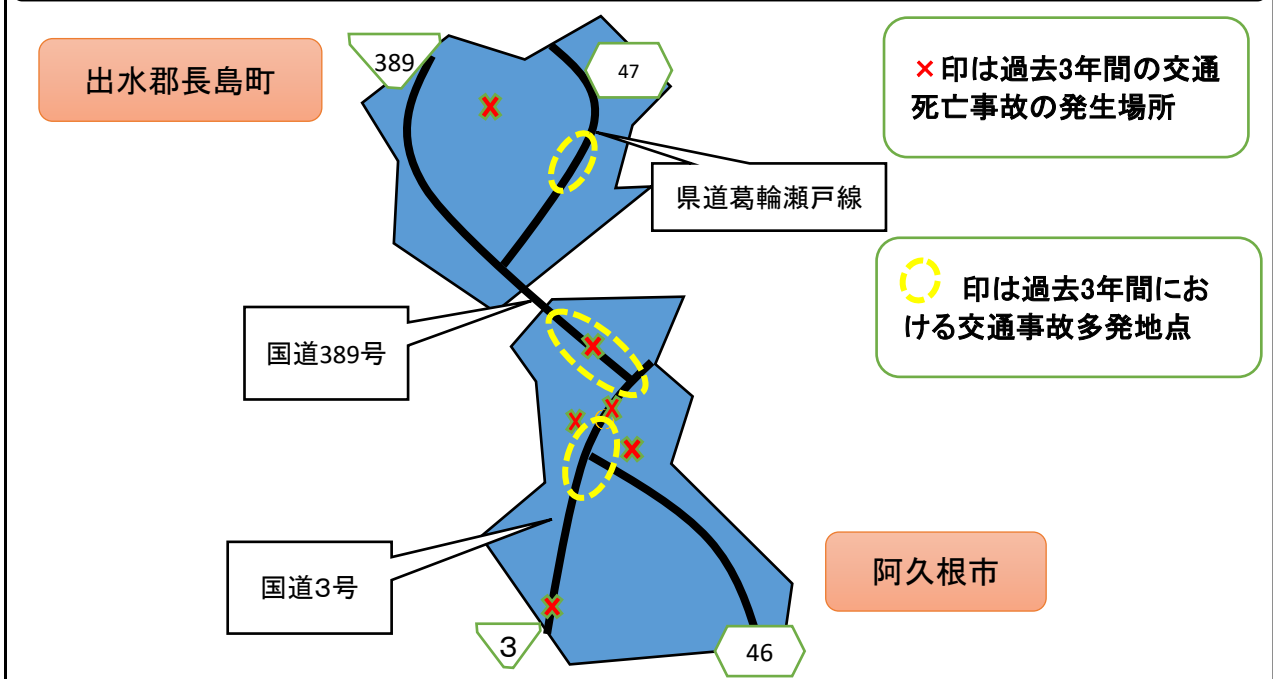 389
47
出水郡長島町
×印は過去3年間の交通
死亡事故の発生場所
県道葛輪瀬戸線
印は過去3年間にお
ける交通事故多発地点
国道389号
国道3号
阿久根市
3
46